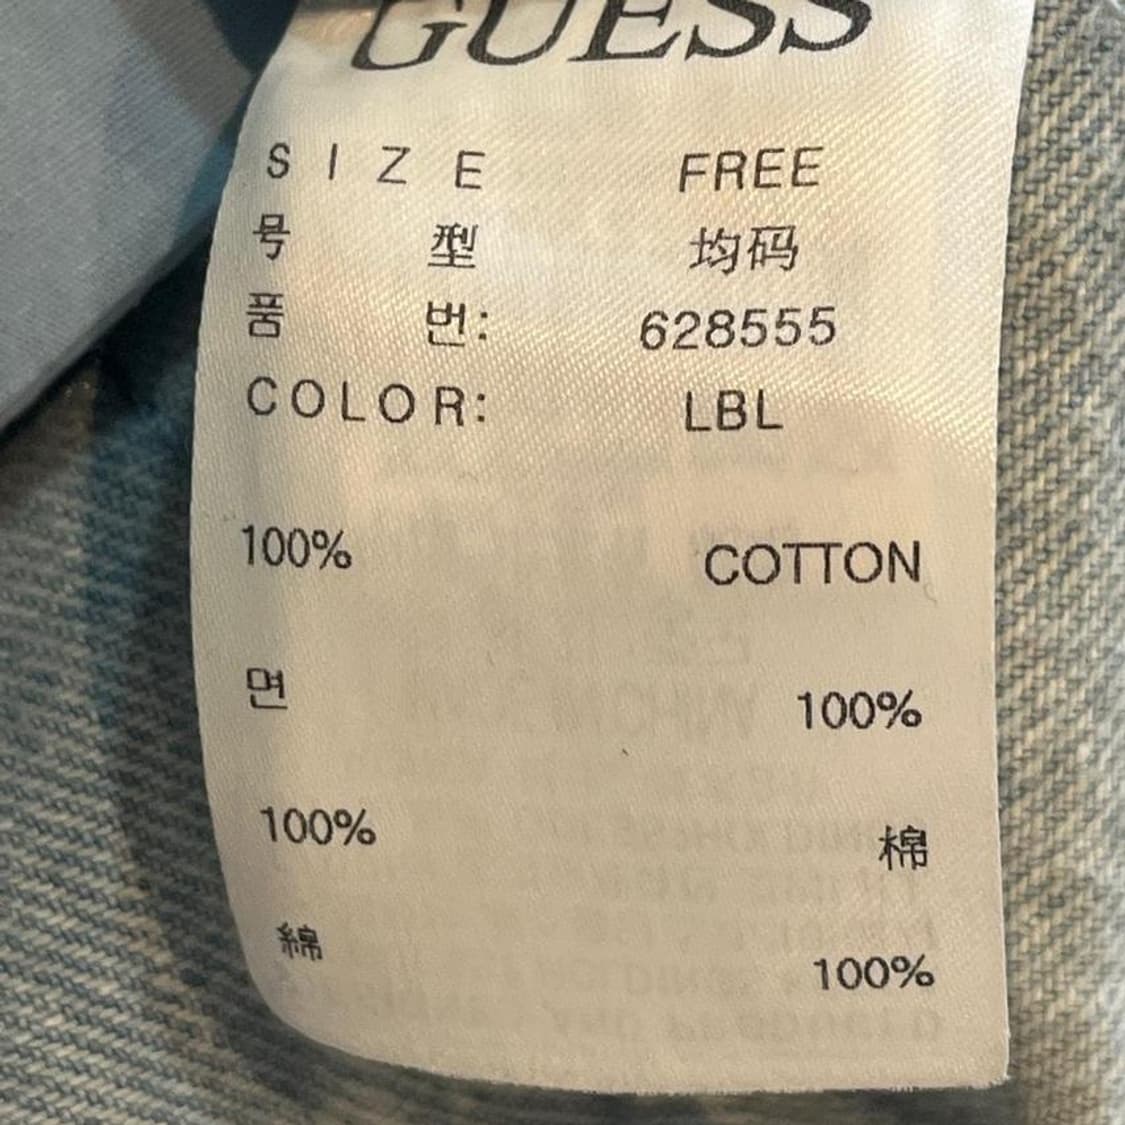 GUESS
SIZE FREE
号型 均码
품번: 628555
COLOR: LBL
100% COTTON
면 100%
100% 棉
綿 100%